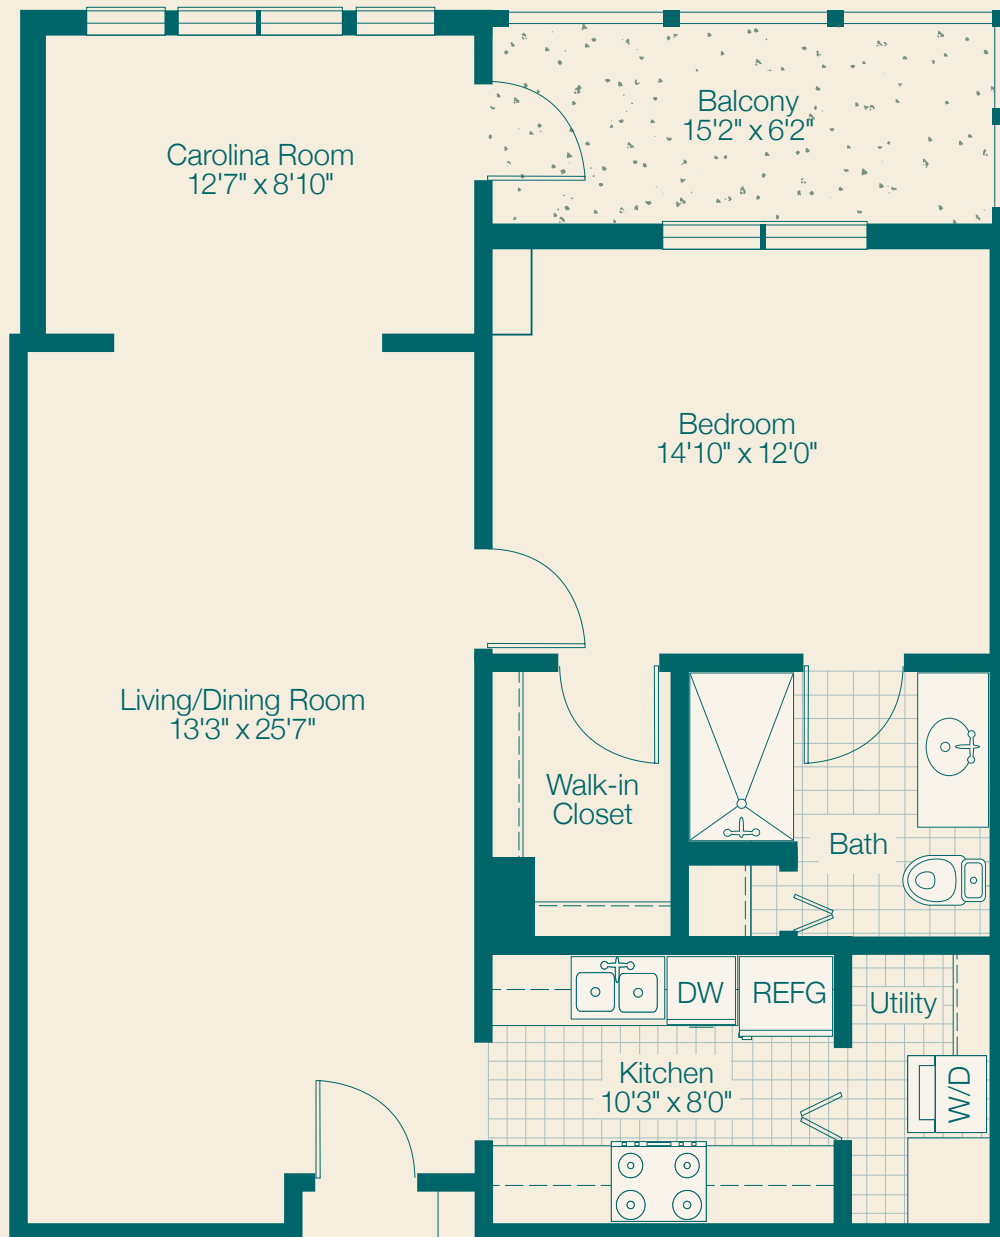 Balcony
15'2" x 6'2"
Carolina Room
12'7" x 8'10"
Bedroom
14'10" x 12'0"
Living/Dining Room
13'3" x 25'7"
Walk-in
Closet
Bath
DW
REFG
Utility
Kitchen
10'3" x 8'0"
W/D